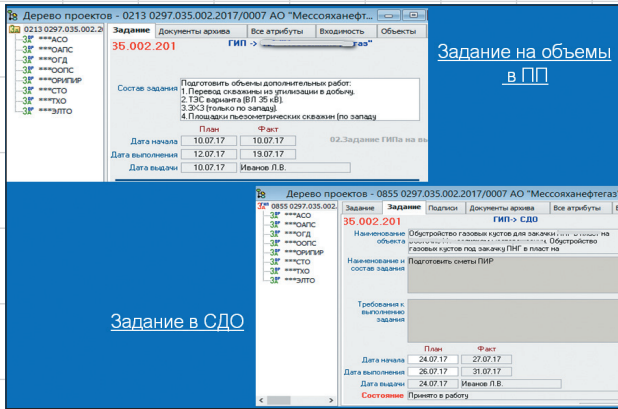 Дерево проектов - 0213 0297.035.002.2017/0007 АО "Мессояханефт...
0213 0297.035.002.2
***АСО
***ОАПС
***ОГД
***ООПС
***ОРИПИР
***СТО
***ТХО
***ЭЛТО
Задание Документы архива Все атрибуты Входимость Объекты
35.002.201 ГИП ->
Состав задания
Подготовить объемы дополнительных работ:
1. Перевод скважины из утилизации в добычу.
2. ТЭС варианта (ВЛ 35 кВ).
3. ЭХЗ (только по западу).
4. Площадки пьезометрических скважин (по западу
План Факт
Дата начала 10.07.17 10.07.17 02.Задание ГИПа на вы
Дата выполнения 12.07.17 19.07.17
Дата выдачи 10.07.17 Иванов Л.В.
Задание на объемы
в ПП
Дерево проектов - 0855 0297.035.002.2017/0007 АО "Мессояханефтегаз"
0855 0297.035.002.
***АСО
***ОАПС
***ОГД
***ООПС
***ОРИПИР
***СТО
***ТХО
***ЭЛТО
Задание Задание Подписи Документы архива Все атрибуты
35.002.201 ГИП-> СДО
Наименование объекта
Обустройство газовых кустов для закачки
Обустройство
газовых кустов под закачку ПНГ в пласт на
Наименование и
состав задания
Подготовить сметы ПИР
Требования к
выполнению
задания
План Факт
Дата начала 24.07.17 27.07.17
Дата выполнения 26.07.17 31.07.17
Дата выдачи 24.07.17 Иванов Л.В.
Состояние Принято в работу
Задание в СДО